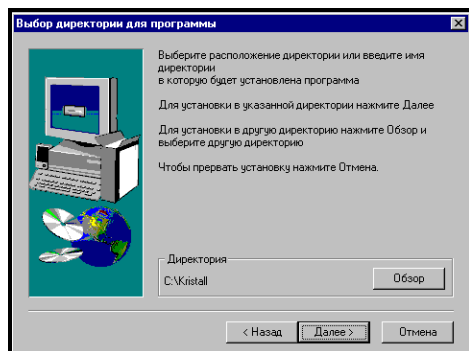 Выбор директории для программы
Выберите расположение директории или введите имя
директории
в которую будет установлена программа
Для установки в указанной директории нажмите Далее
Для установки в другую директорию нажмите Обзор и
выберите другую директорию
Чтобы прервать установку нажмите Отмена.
Директория
C:\Kristall
Обзор
< Назад
Далее >
Отмена